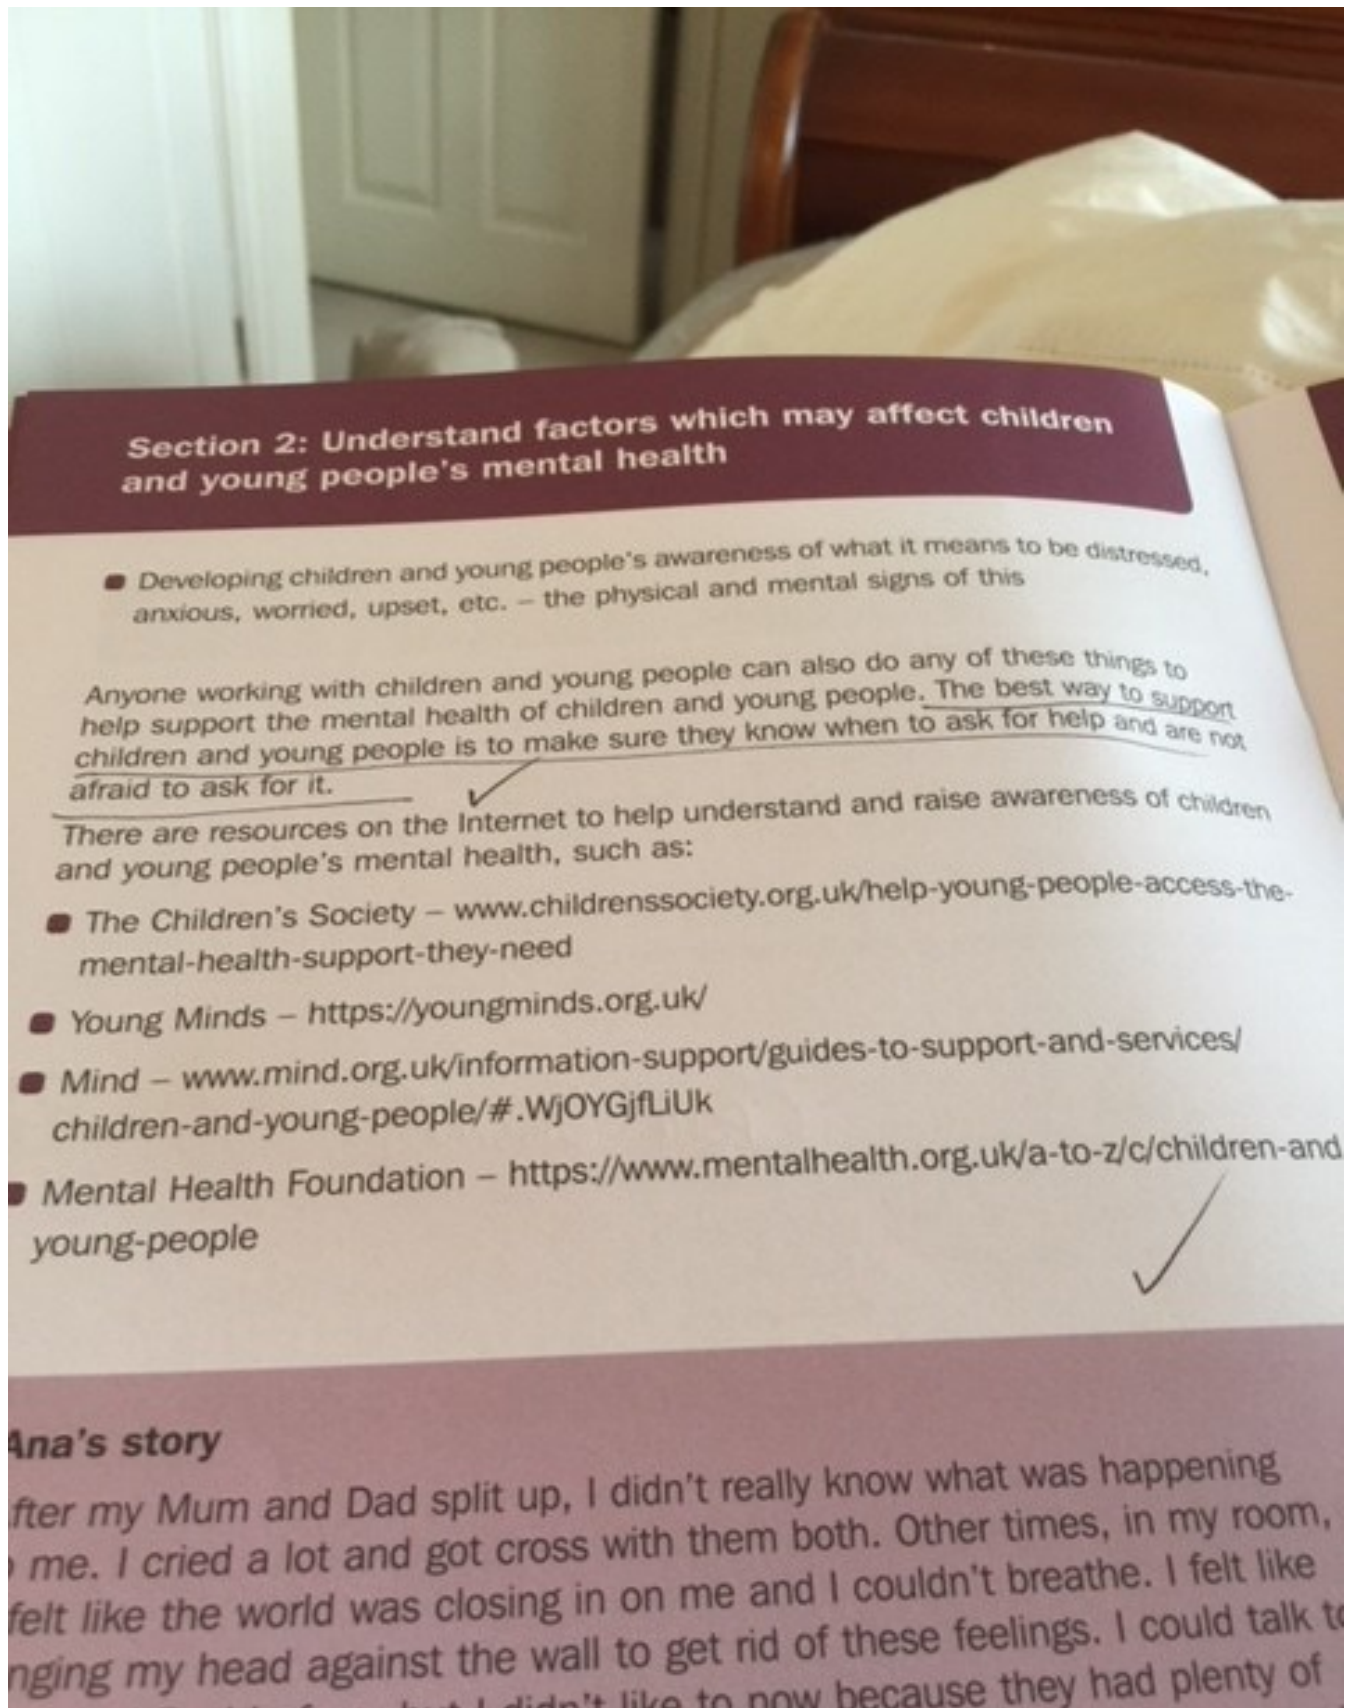 Section 2: Understand factors which may affect children
and young people's mental health
Developing children and young people's awareness of what it means to be distressed,
anxious, worried, upset, etc. – the physical and mental signs of this
Anyone working with children and young people can also do any of these things to
help support the mental health of children and young people. The best way to support
children and young people is to make sure they know when to ask for help and are not
afraid to ask for it.
There are resources on the Internet to help understand and raise awareness of children
and young people's mental health, such as:
The Children's Society – www.childrenssociety.org.uk/help-young-people-access-the-
mental-health-support-they-need
Young Minds – https://youngminds.org.uk/
Mind – www.mind.org.uk/information-support/guides-to-support-and-services/
children-and-young-people/#.WjOYGjfLiUk
Mental Health Foundation – https://www.mentalhealth.org.uk/a-to-z/c/children-and
young-people
Ana's story
fter my Mum and Dad split up, I didn't really know what was happening
me. I cried a lot and got cross with them both. Other times, in my room,
felt like the world was closing in on me and I couldn't breathe. I felt like
nging my head against the wall to get rid of these feelings. I could talk to
but I didn't like to now because they had plenty of